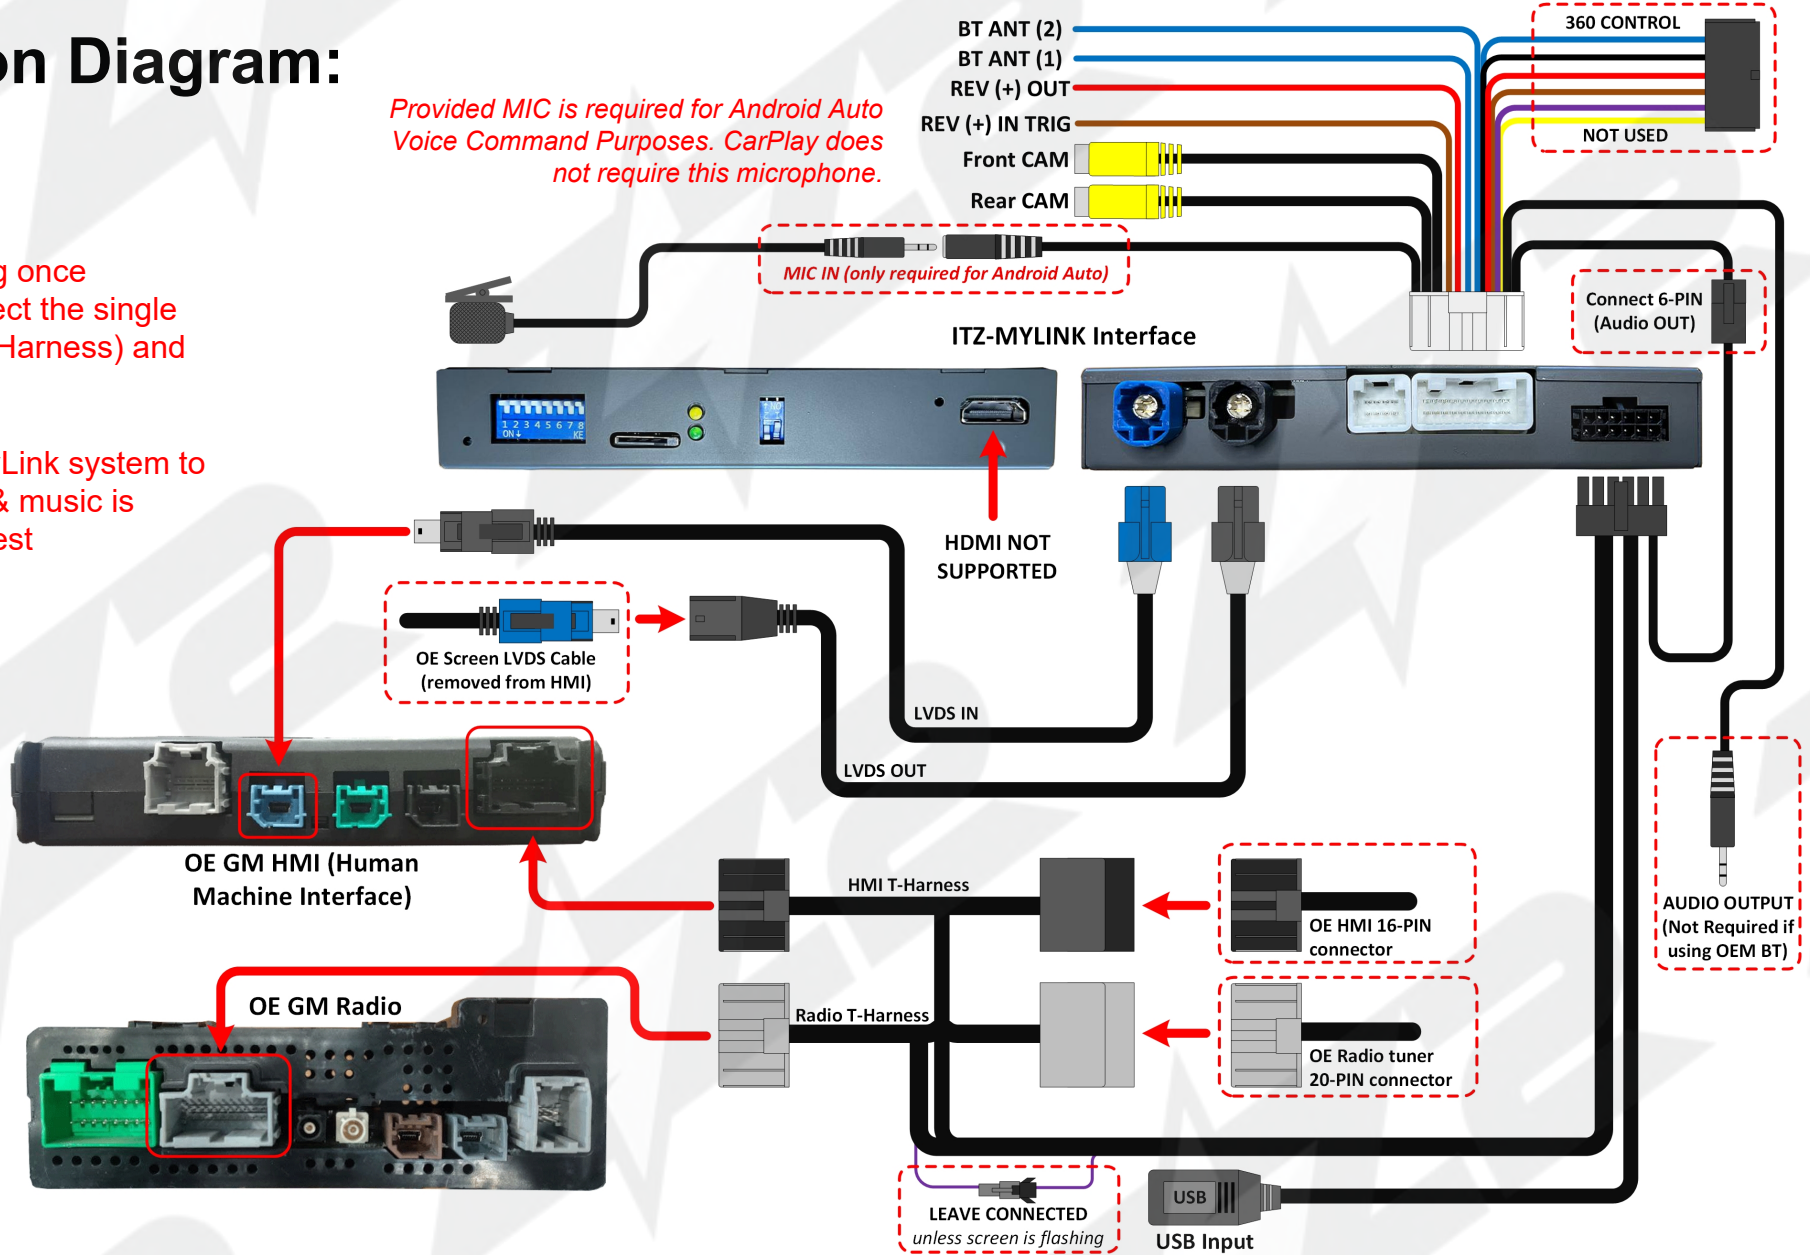 on Diagram:
Provided MIC is required for Android Auto
Voice Command Purposes. CarPlay does
not require this microphone.
g once
ect the single
Harness) and
Link system to
& music is
est
BT ANT (2)
BT ANT (1)
REV (+) OUT
REV (+) IN TRIG
Front CAM
Rear CAM
360 CONTROL
NOT USED
MIC IN (only required for Android Auto)
Connect 6-PIN
(Audio OUT)
ITZ-MYLINK Interface
1 2 3 4 5 6 7 8
ON↓ KE
HDMI NOT
SUPPORTED
OE Screen LVDS Cable
(removed from HMI)
LVDS IN
LVDS OUT
OE GM HMI (Human
Machine Interface)
HMI T-Harness
OE HMI 16-PIN
connector
AUDIO OUTPUT
(Not Required if
using OEM BT)
OE GM Radio
Radio T-Harness
OE Radio tuner
20-PIN connector
LEAVE CONNECTED
unless screen is flashing
USB
USB Input